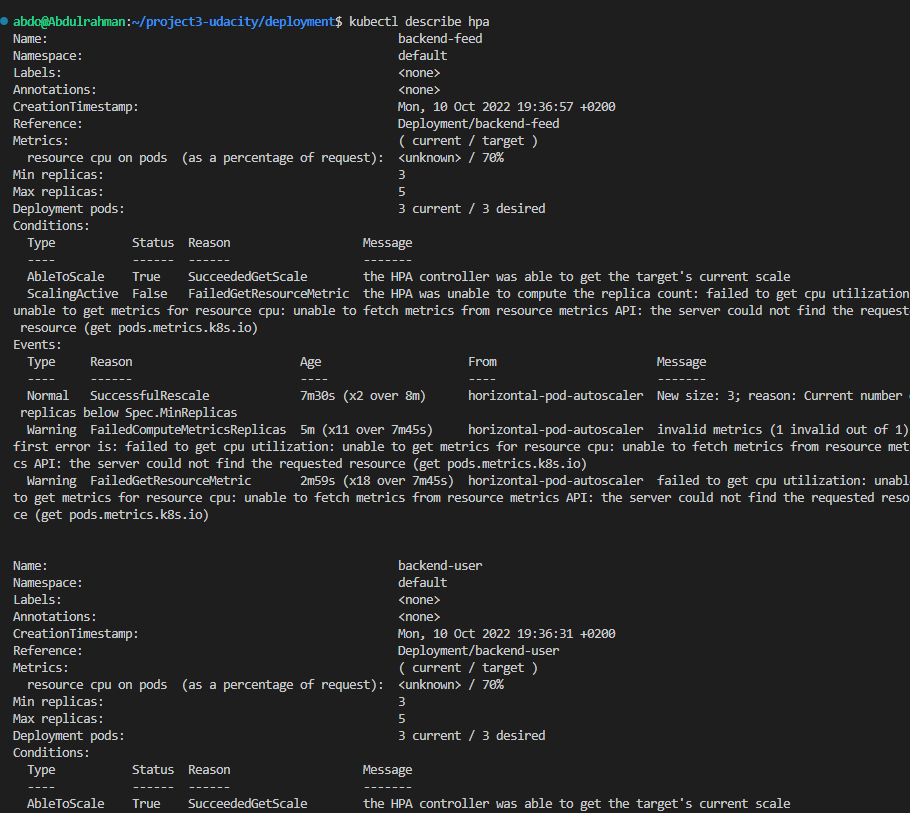 abdo@Abdulrahman:~/project3-udacity/deployment$ kubectl describe hpa
Name: backend-feed
Namespace: default
Labels: <none>
Annotations: <none>
CreationTimestamp: Mon, 10 Oct 2022 19:36:57 +0200
Reference: Deployment/backend-feed
Metrics: ( current / target )
resource cpu on pods (as a percentage of request): <unknown> / 70%
Min replicas: 3
Max replicas: 5
Deployment pods: 3 current / 3 desired
Conditions:
Type Status Reason Message
---- ------ ------ -------
AbleToScale True SucceededGetScale the HPA controller was able to get the target's current scale
ScalingActive False FailedGetResourceMetric the HPA was unable to compute the replica count: failed to get cpu utilization
unable to get metrics for resource cpu: unable to fetch metrics from resource metrics API: the server could not find the request
resource (get pods.metrics.k8s.io)
Events:
Type Reason Age From Message
---- ------ ---- ---- -------
Normal SuccessfulRescale 7m30s (x2 over 8m) horizontal-pod-autoscaler New size: 3; reason: Current number
replicas below Spec.MinReplicas
Warning FailedComputeMetricsReplicas 5m (x11 over 7m45s) horizontal-pod-autoscaler invalid metrics (1 invalid out of 1)
first error is: failed to get cpu utilization: unable to get metrics for resource cpu: unable to fetch metrics from resource met
cs API: the server could not find the requested resource (get pods.metrics.k8s.io)
Warning FailedGetResourceMetric 2m59s (x18 over 7m45s) horizontal-pod-autoscaler failed to get cpu utilization: unabl
to get metrics for resource cpu: unable to fetch metrics from resource metrics API: the server could not find the requested reso
ce (get pods.metrics.k8s.io)
Name: backend-user
Namespace: default
Labels: <none>
Annotations: <none>
CreationTimestamp: Mon, 10 Oct 2022 19:36:31 +0200
Reference: Deployment/backend-user
Metrics: ( current / target )
resource cpu on pods (as a percentage of request): <unknown> / 70%
Min replicas: 3
Max replicas: 5
Deployment pods: 3 current / 3 desired
Conditions:
Type Status Reason Message
---- ------ ------ -------
AbleToScale True SucceededGetScale the HPA controller was able to get the target's current scale